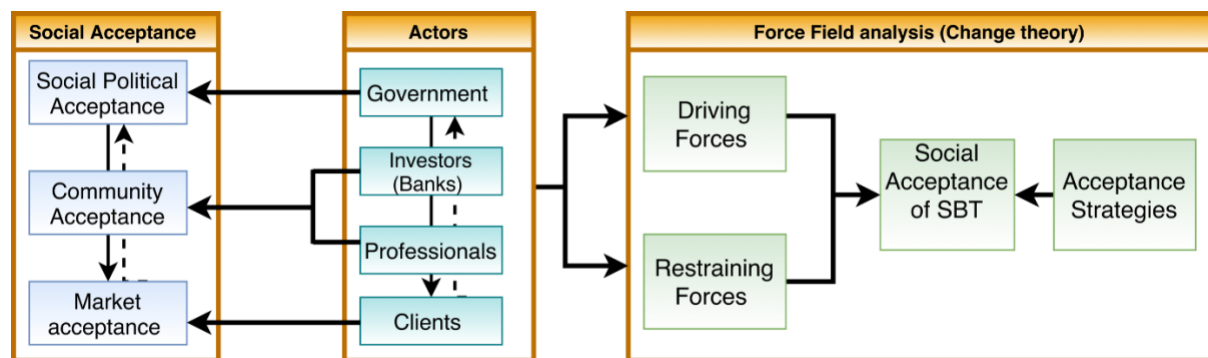 Social Acceptance
Social Political
Acceptance
Community
Acceptance
Market
acceptance
Actors
Government
Investors
(Banks)
Professionals
Clients
Force Field analysis (Change theory)
Driving
Forces
Restraining
Forces
Social
Acceptance
of SBT
Acceptance
Strategies